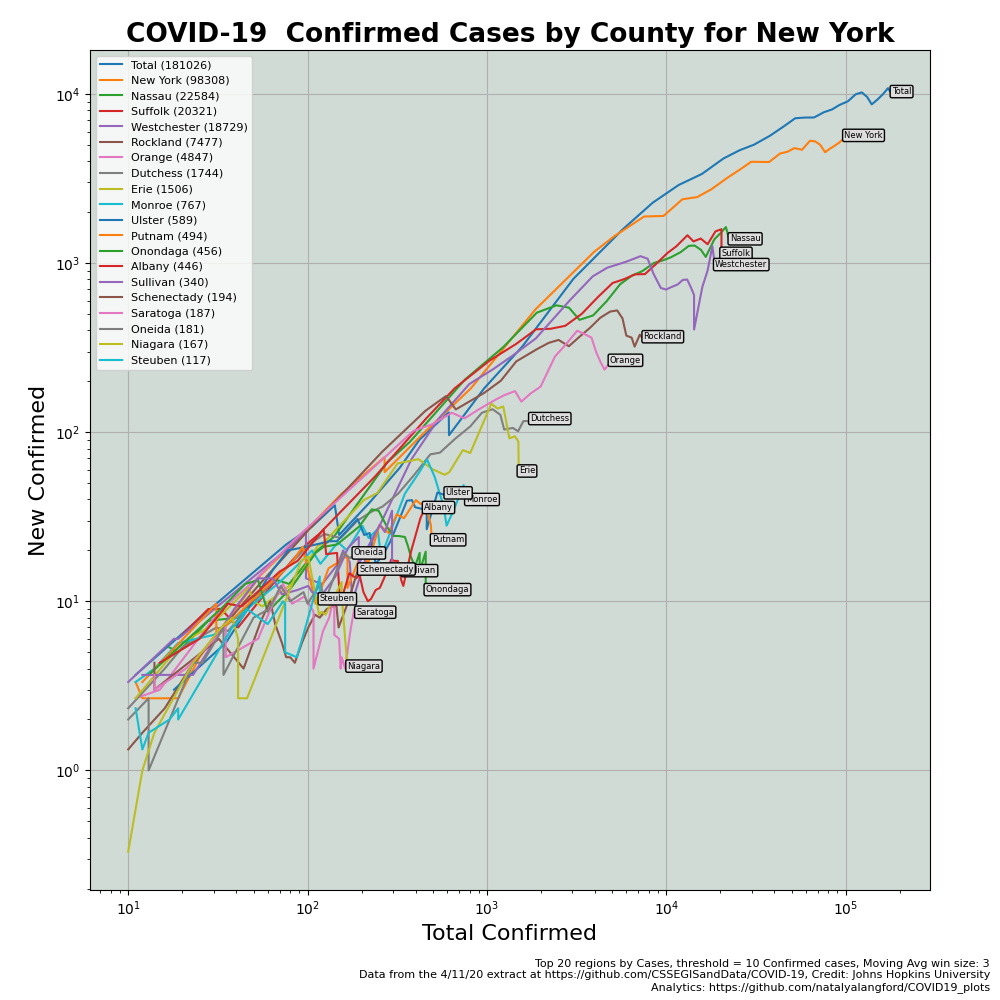 COVID-19  Confirmed Cases by County for New York
Total (181026)
New York (98308)
Nassau (22584)
Suffolk (20321)
Westchester (18729)
Rockland (7477)
Orange (4847)
Dutchess (1744)
Erie (1506)
Monroe (767)
Ulster (589)
Putnam (494)
Onondaga (456)
Albany (446)
Sullivan (340)
Schenectady (194)
Saratoga (187)
Oneida (181)
Niagara (167)
Steuben (117)
Total
New York
Nassau
Suffolk
Westchester
Rockland
Orange
Dutchess
Erie
Ulster
Monroe
Albany
Putnam
Oneida
Schenectady
Onondaga
Steuben
Saratoga
Niagara
New Confirmed
10⁴
10³
10²
10¹
10⁰
10¹
10²
10³
10⁴
10⁵
Total Confirmed
Top 20 regions by Cases, threshold = 10 Confirmed cases, Moving Avg win size: 3
Data from the 4/11/20 extract at https://github.com/CSSEGISandData/COVID-19, Credit: Johns Hopkins University
Analytics: https://github.com/natalyalangford/COVID19_plots